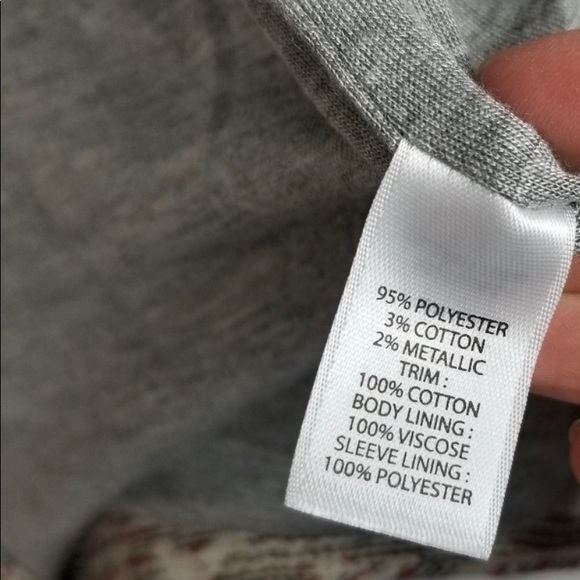 95% POLYESTER
3% COTTON
2% METALLIC
TRIM :
100% COTTON
BODY LINING :
100% VISCOSE
SLEEVE LINING :
100% POLYESTER